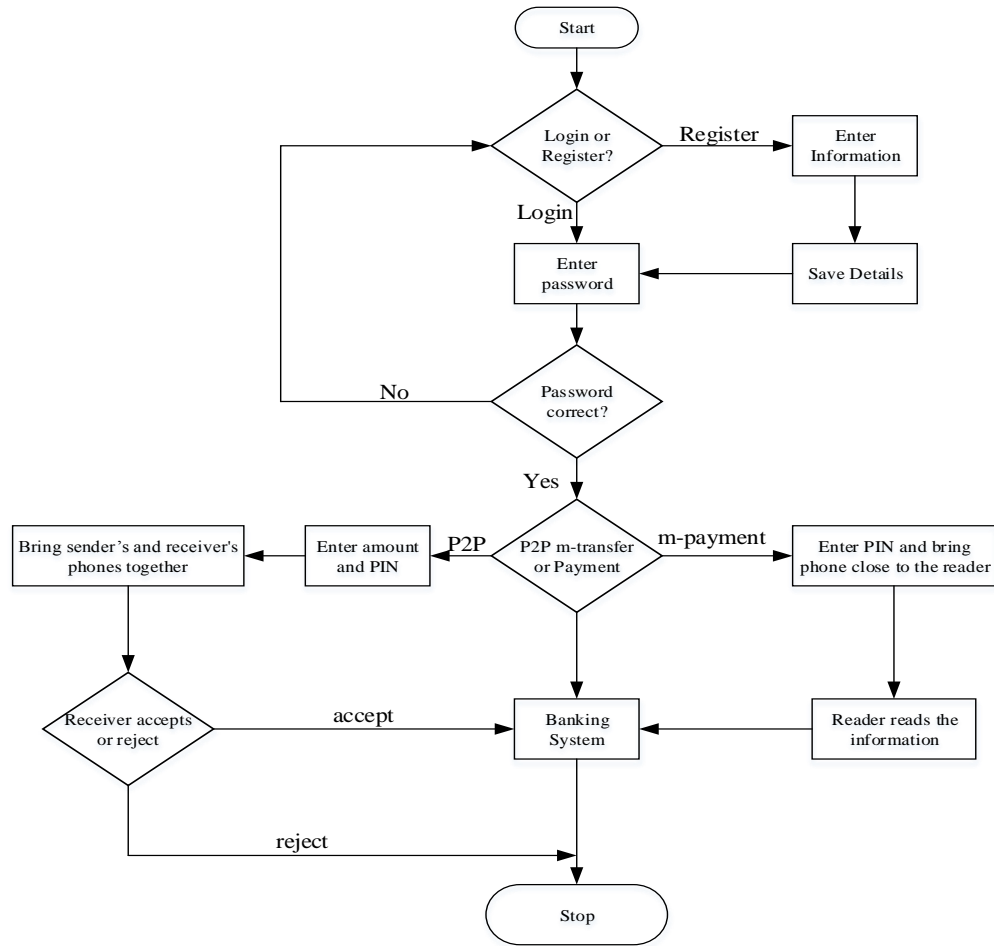 Start
Login or
Register?
Register
Enter
Information
Login
Enter
password
Save Details
No
Password
correct?
Yes
Bring sender's and receiver's
phones together
Enter amount
and PIN
P2P
P2P m-transfer
or Payment
m-payment
Enter PIN and bring
phone close to the reader
Receiver accepts
or reject
accept
Banking
System
Reader reads the
information
reject
Stop